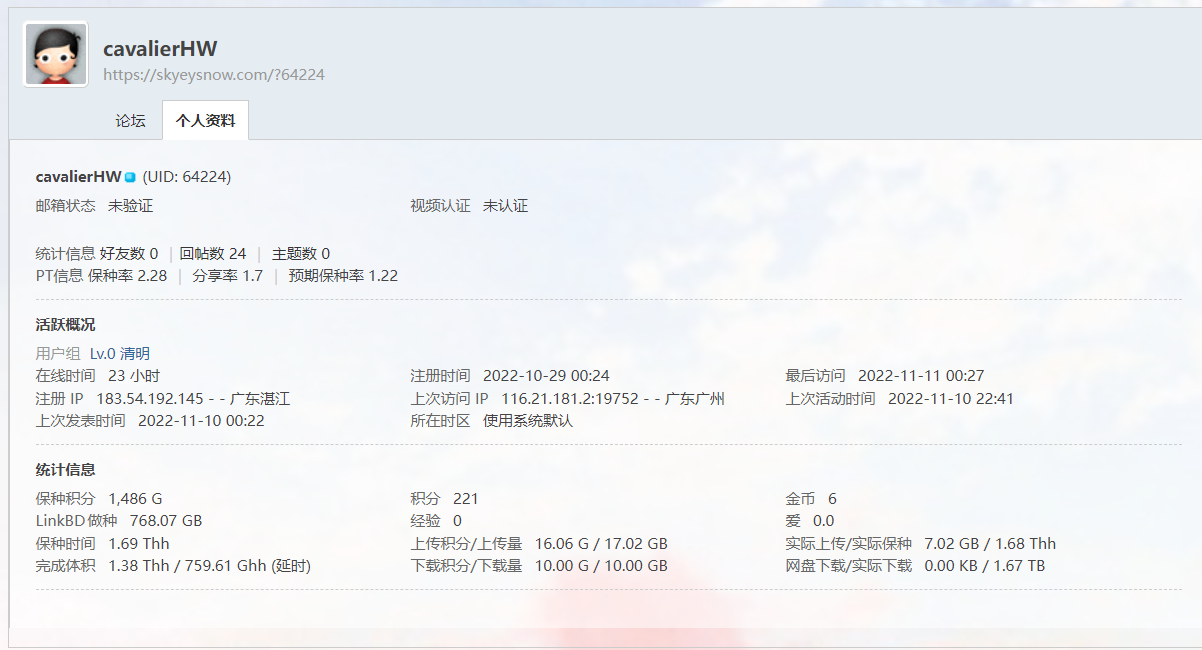 cavalierHW
https://skyeysnow.com/?64224
论坛 个人资料
cavalierHW (UID: 64224)
邮箱状态 未验证 视频认证 未认证
统计信息 好友数 0 | 回帖数 24 | 主题数 0
PT信息 保种率 2.28 | 分享率 1.7 | 预期保种率 1.22
活跃概况
用户组 Lv.0 清明
在线时间 23 小时 注册时间 2022-10-29 00:24 最后访问 2022-11-11 00:27
注册 IP 183.54.192.145 - - 广东湛江 上次访问 IP 116.21.181.2:19752 - - 广东广州 上次活动时间 2022-11-10 22:41
上次发表时间 2022-11-10 00:22 所在时区 使用系统默认
统计信息
保种积分 1,486 G 积分 221 金币 6
LinkBD做种 768.07 GB 经验 0 爱 0.0
保种时间 1.69 Thh 上传积分/上传量 16.06 G / 17.02 GB 实际上传/实际保种 7.02 GB / 1.68 Thh
完成体积 1.38 Thh / 759.61 Ghh (延时) 下载积分/下载量 10.00 G / 10.00 GB 网盘下载/实际下载 0.00 KB / 1.67 TB